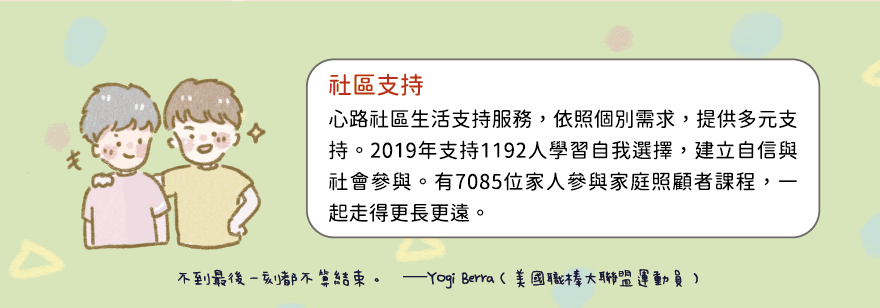 社區支持
心路社區生活支持服務，依照個別需求，提供多元支
持。2019年支持1192人學習自我選擇，建立自信與
社會參與。有7085位家人參與家庭照顧者課程，一
起走得更長更遠。
不到最後一刻都不算結束。 ──Yogi Berra（美國職棒大聯盟運動員）